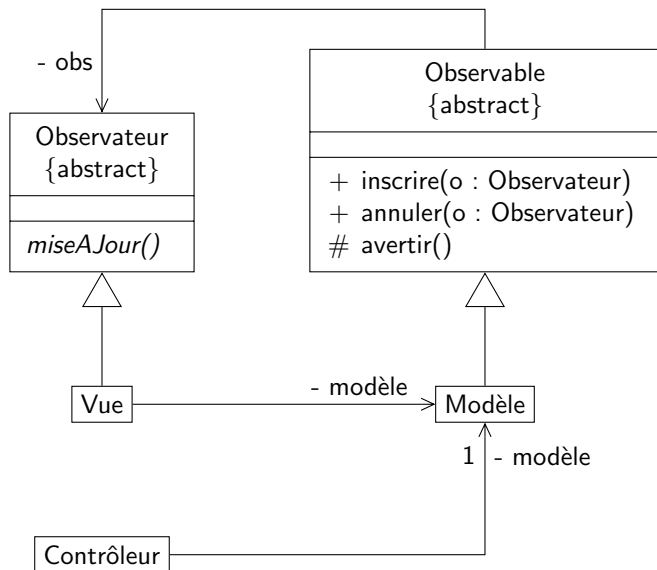 - obs
Observable
{abstract}
Observateur
{abstract}
+ inscrire(o : Observateur)
+ annuler(o : Observateur)
# avertir()
miseAJour()
- modèle
Vue
Modèle
1
- modèle
Contrôleur